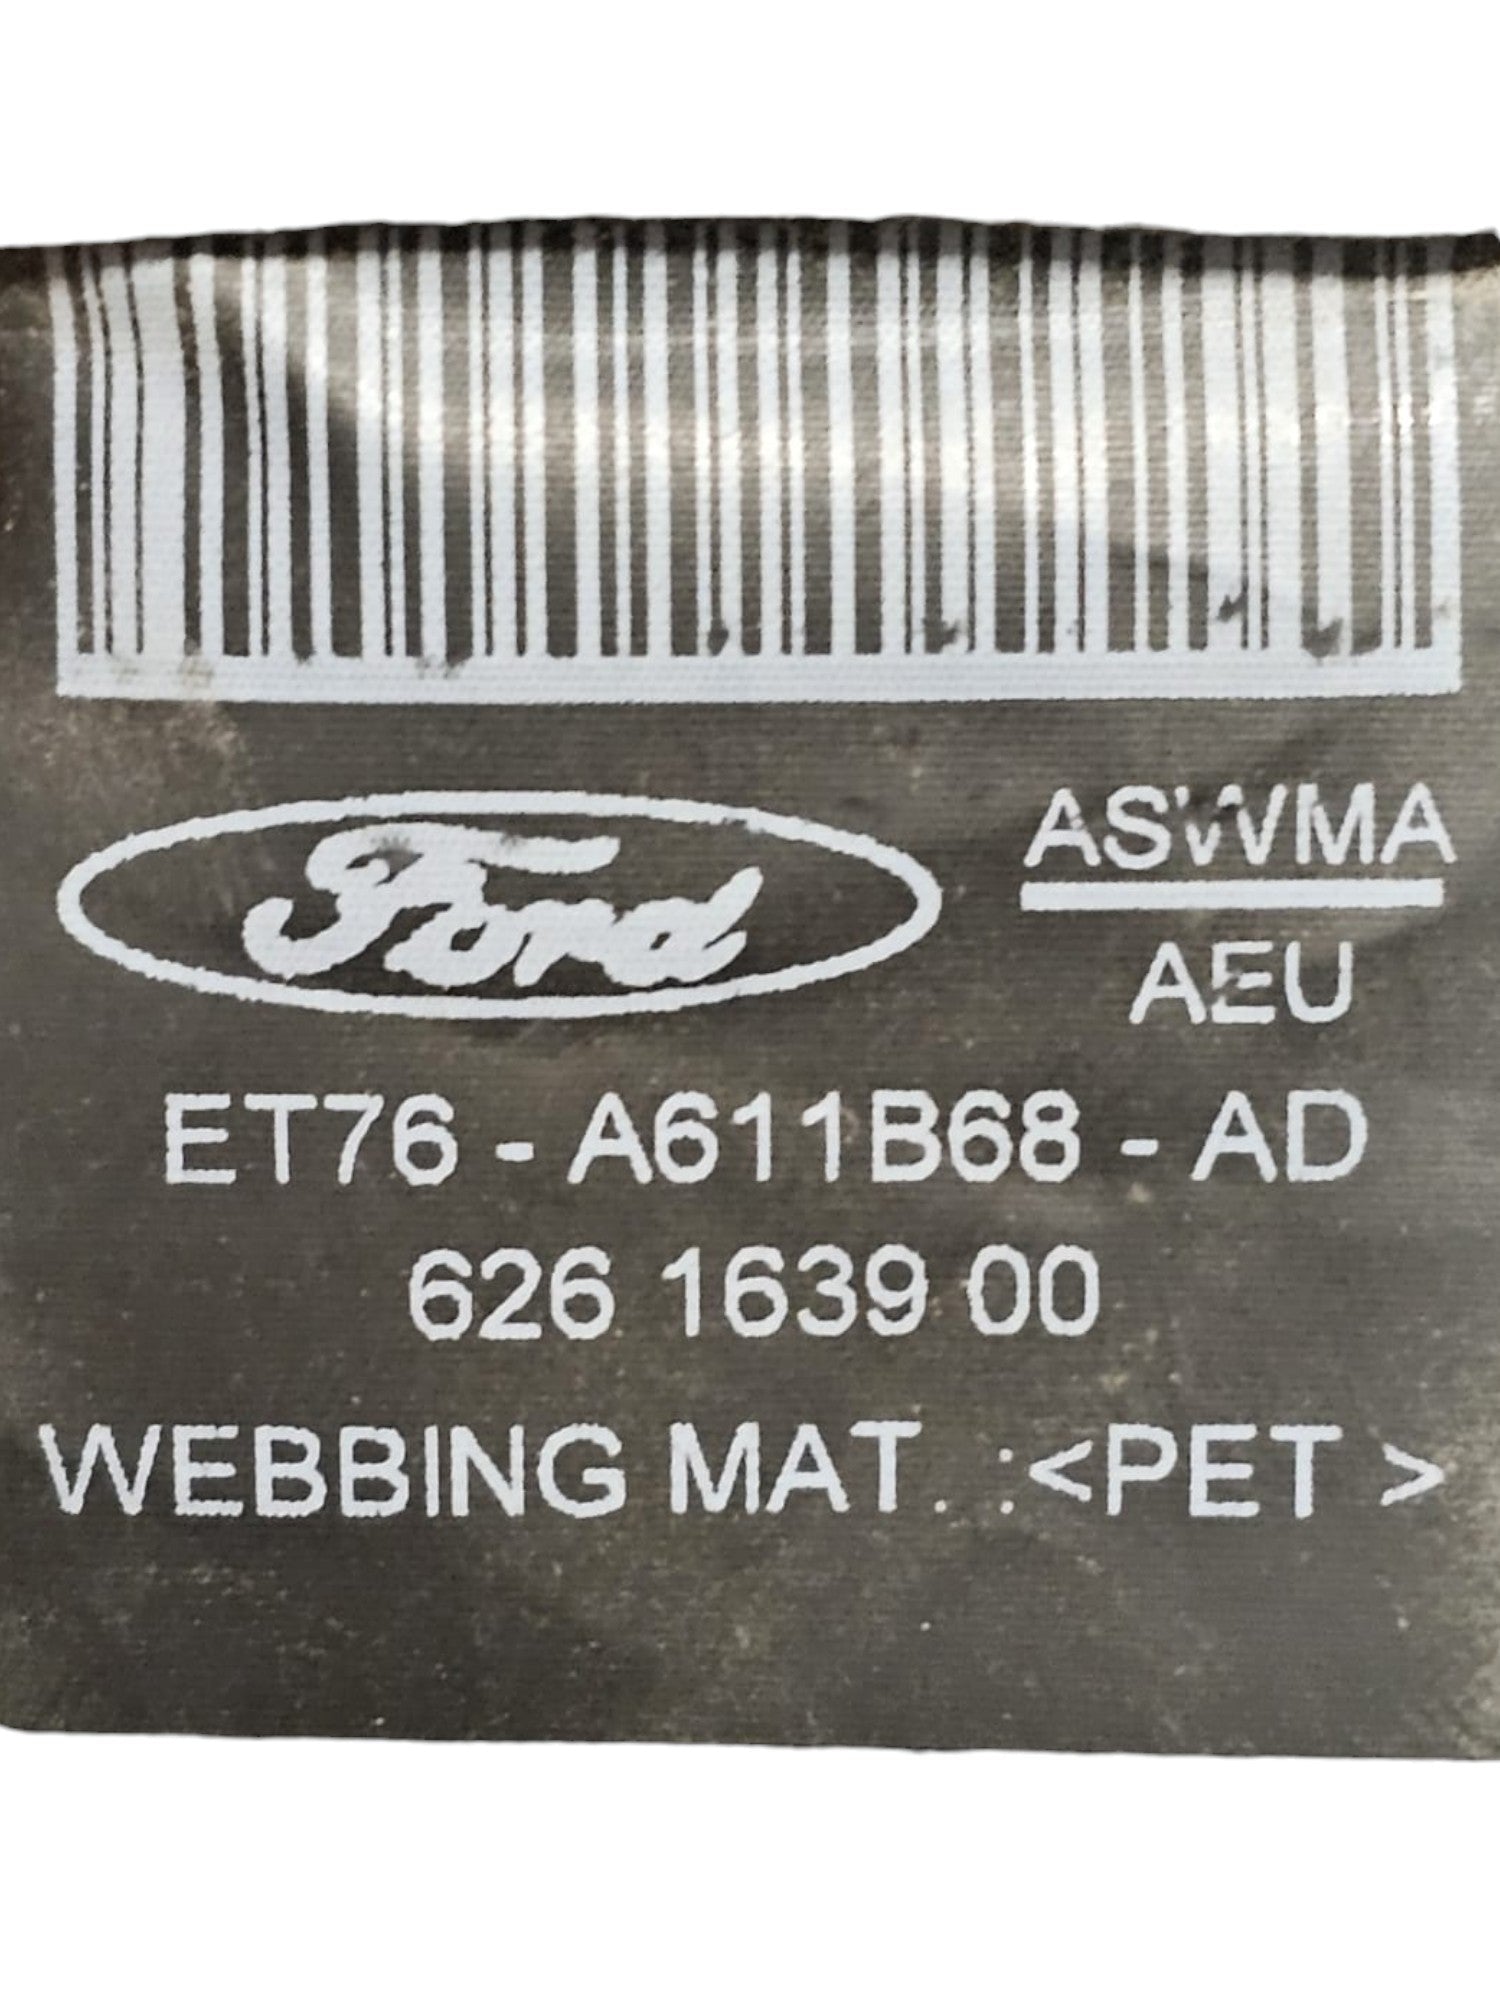 Ford
ASWMA
AEU
ET76 - A611B68 - AD
626 1639 00
WEBBING MAT. :<PET >